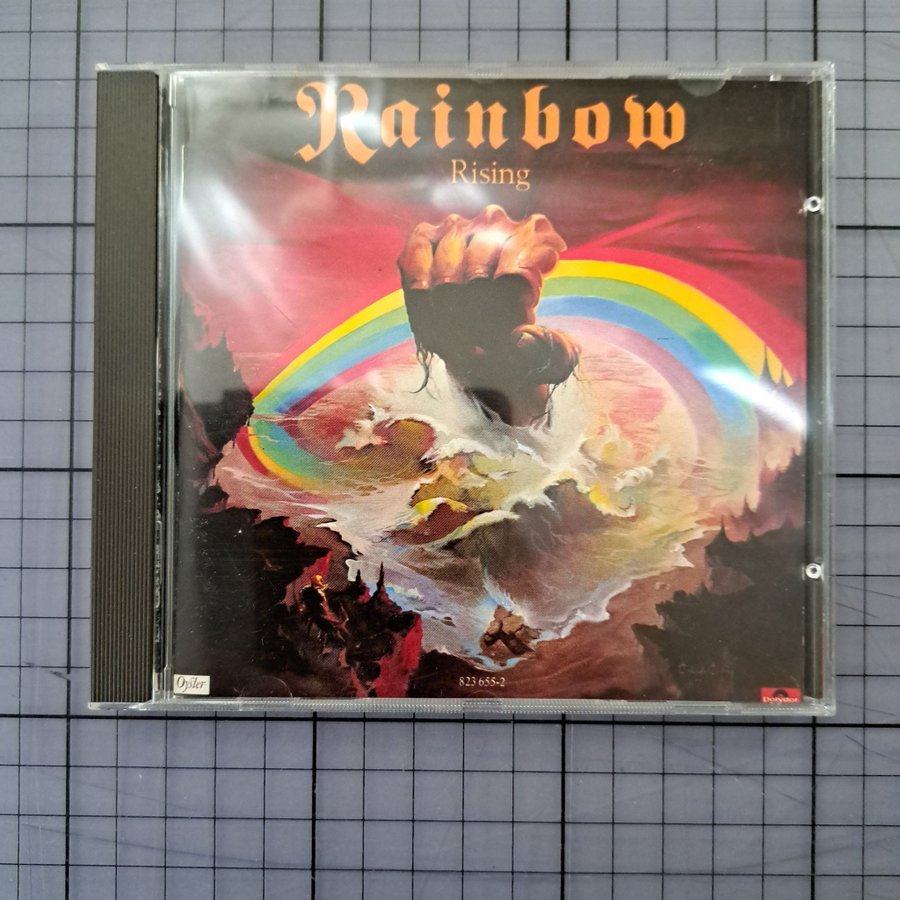 Rainbow
Rising
Oyster
823 655-2
Polydor